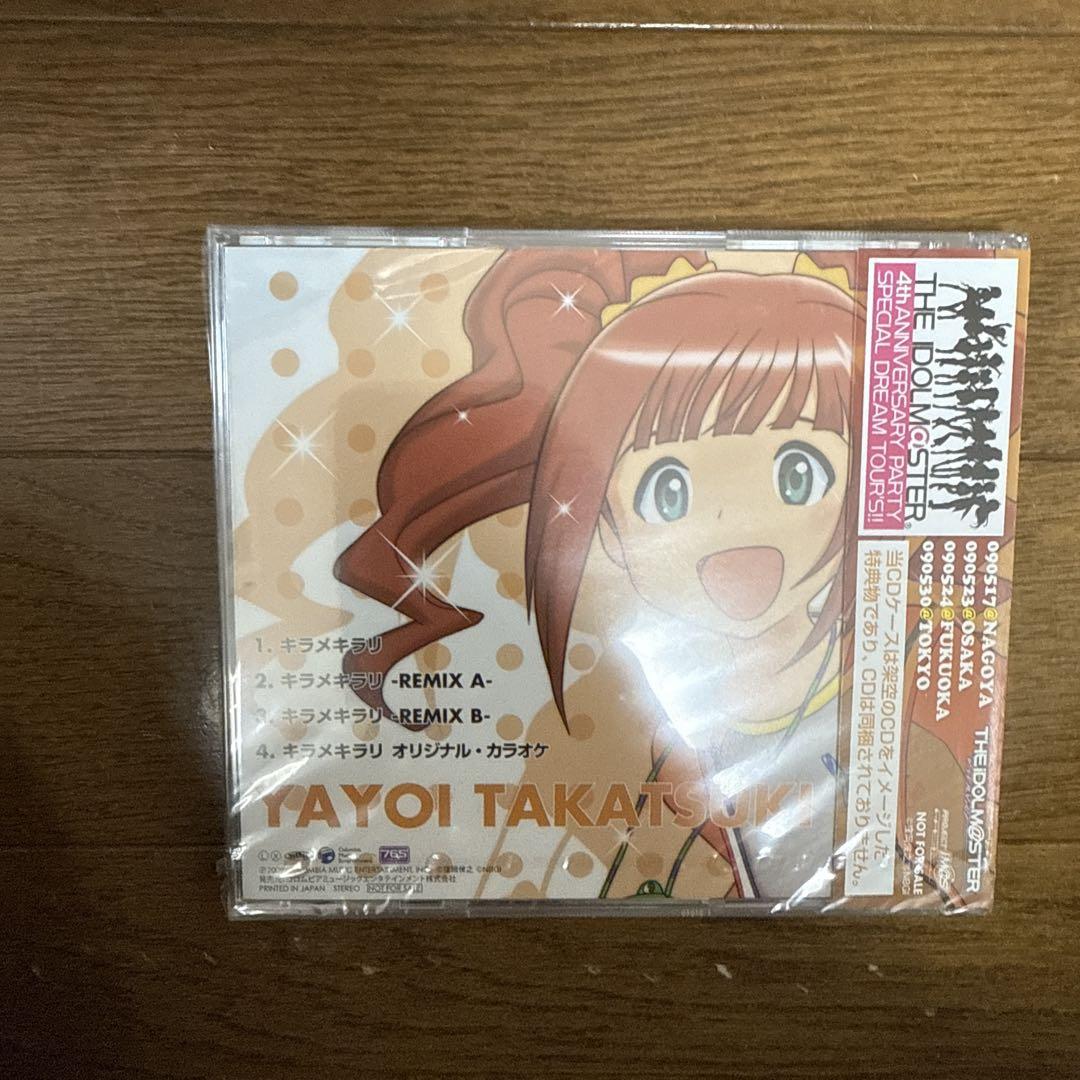 1. キラメキラリ
2. キラメキラリ -REMIX A-
3. キラメキラリ -REMIX B-
4. キラメキラリ オリジナル・カラオケ
YAYOI TAKATSUKI
765
PRINTED IN JAPAN STEREO NOT FOR SALE
THE IDOLM@STER
4th ANNIVERSARY PARTY
SPECIAL DREAM TOUR'S!!
090517@NAGOYA
090523@OSAKA
090524@FUKUOKA
090530@TOKYO
当CDケースは架空のCDをイメージした
特典物であり、CDは同梱されておりません。
THE IDOLM@STER
PROJECT IM@S
NOT FOR SALE